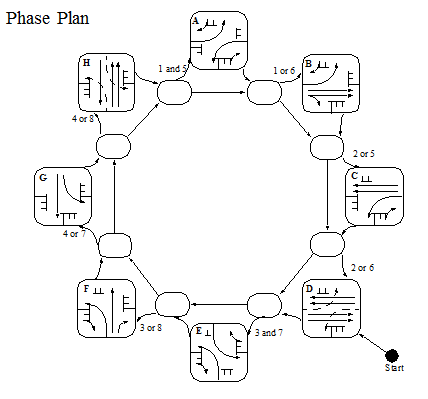 Phase Plan
A
1 and 5
1 or 6
H
B
4 or 8
2 or 5
G
C
4 or 7
2 or 6
F
D
3 or 8
E
3 and 7
Start